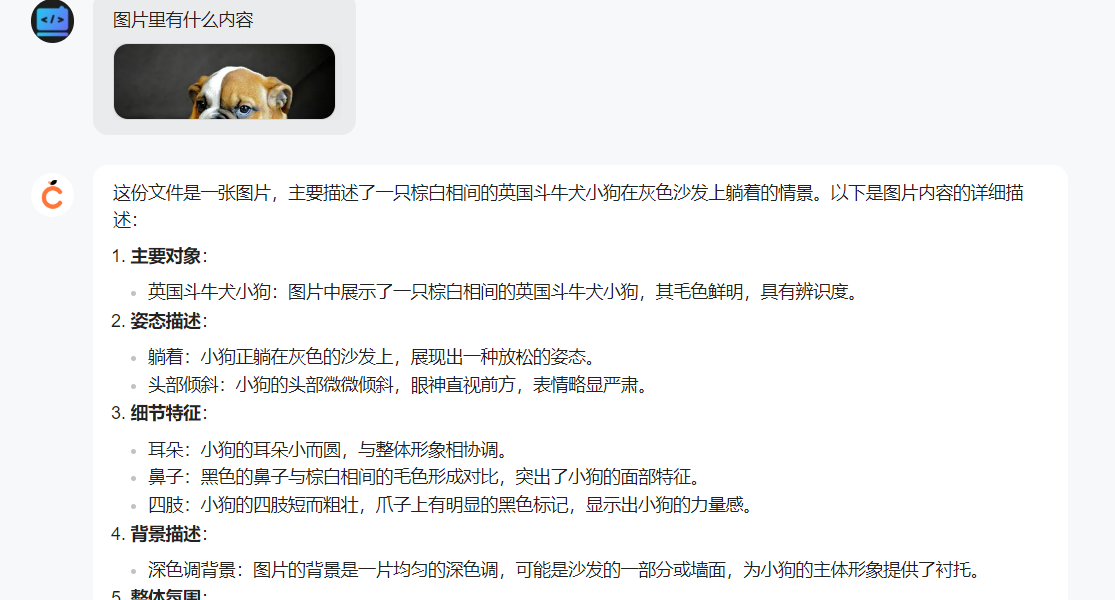 图片里有什么内容
这份文件是一张图片，主要描述了一只棕白相间的英国斗牛犬小狗在灰色沙发上躺着的情景。以下是图片内容的详细描
述：
1. 主要对象：
英国斗牛犬小狗：图片中展示了一只棕白相间的英国斗牛犬小狗，其毛色鲜明，具有辨识度。
2. 姿态描述：
躺着：小狗正躺在灰色的沙发上，展现出一种放松的姿态。
头部倾斜：小狗的头部微微倾斜，眼神直视前方，表情略显严肃。
3. 细节特征：
耳朵：小狗的耳朵小而圆，与整体形象相协调。
鼻子：黑色的鼻子与棕白相间的毛色形成对比，突出了小狗的面部特征。
四肢：小狗的四肢短而粗壮，爪子上有明显的黑色标记，显示出小狗的力量感。
4. 背景描述：
深色调背景：图片的背景是一片均匀的深色调，可能是沙发的一部分或墙面，为小狗的主体形象提供了衬托。
5. 整体氛围：